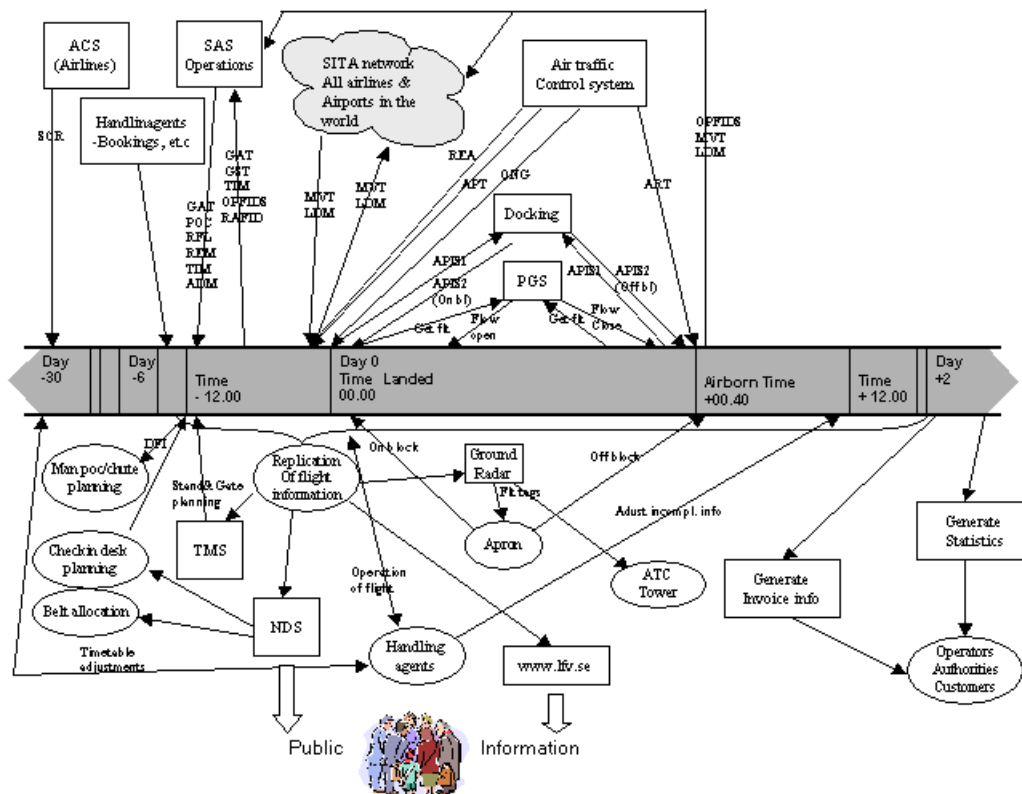 ACS
(Airlines)
SAS
Operations
SITA network
All airlines &
Airports in the
world
Air traffic
Control system
Handlinagents
-Bookings, et.c
SCR
GAT
GST
TIM
OPFIDS
RAFID
GAT
POC
RFL
REM
TIM
ADM
MVT
LDM
MVT
LDM
REA
APT
ONG
ART
OPFIDS
MVT
LDM
Docking
APIS1
APIS2
(On bl)
APIS1
APIS2
(Off bl)
PGS
Get flt.
Flow
open
Get flt.
Flow
Close
Day
-30
Day
-6
Time
- 12.00
Day 0
Time Landed
00.00
Airborn Time
+00.40
Time
+ 12.00
Day
+2
DFI
Man poc/chute
planning
Stand& Gate
planning
Replication
Of flight
information
On block
Ground
Radar
Flt tags
Off block
Adjust. incompl. info
Checkin desk
planning
TMS
Apron
ATC
Tower
Generate
Statistics
Generate
Invoice info
Belt allocation
NDS
Operation
of flight
Timetable
adjustments
Handling
agents
www.lfv.se
Operators
Authorities
Customers
Public
Information